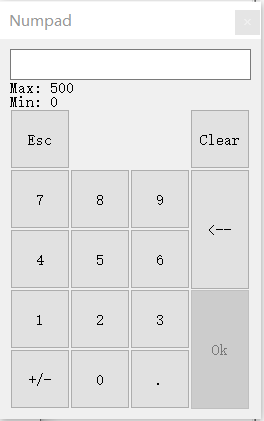 Numpad
Max: 500
Min: 0
Esc Clear
7 8 9
<--
4 5 6
1 2 3
Ok
+/- 0 .